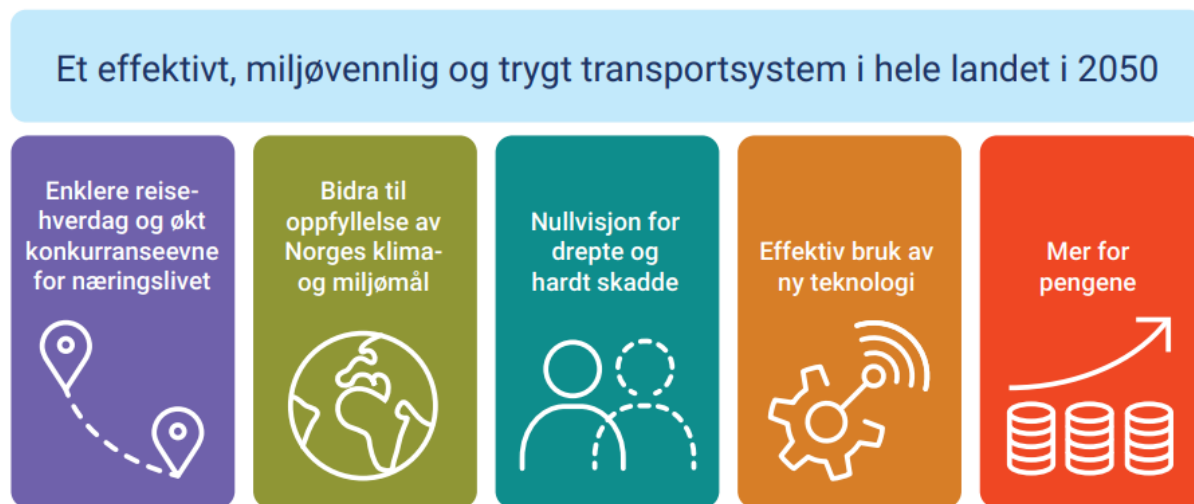 Et effektivt, miljøvennlig og trygt transportsystem i hele landet i 2050
Enklere reise-
hverdag og økt
konkurranseevne
for næringslivet
Bidra til
oppfyllelse av
Norges klima-
og miljømål
Nullvisjon for
drepte og
hardt skadde
Effektiv bruk av
ny teknologi
Mer for
pengene